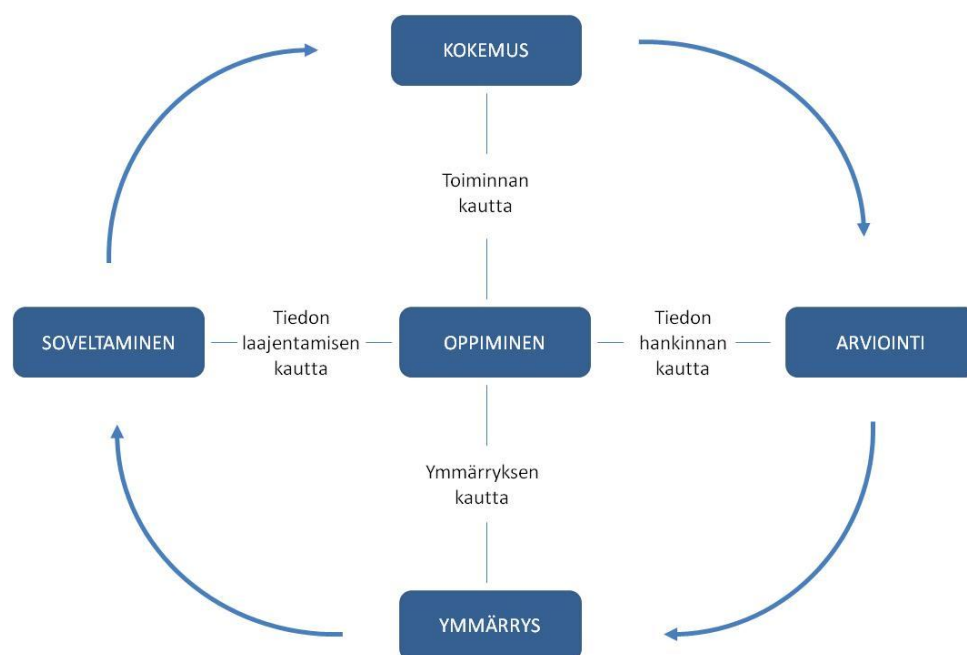 KOKEMUS
Toiminnan
kautta
SOVELTAMINEN
Tiedon
laajentamisen
kautta
OPPIMINEN
Tiedon
hankinnan
kautta
ARVIOINTI
Ymmärryksen
kautta
YMMÄRRYS